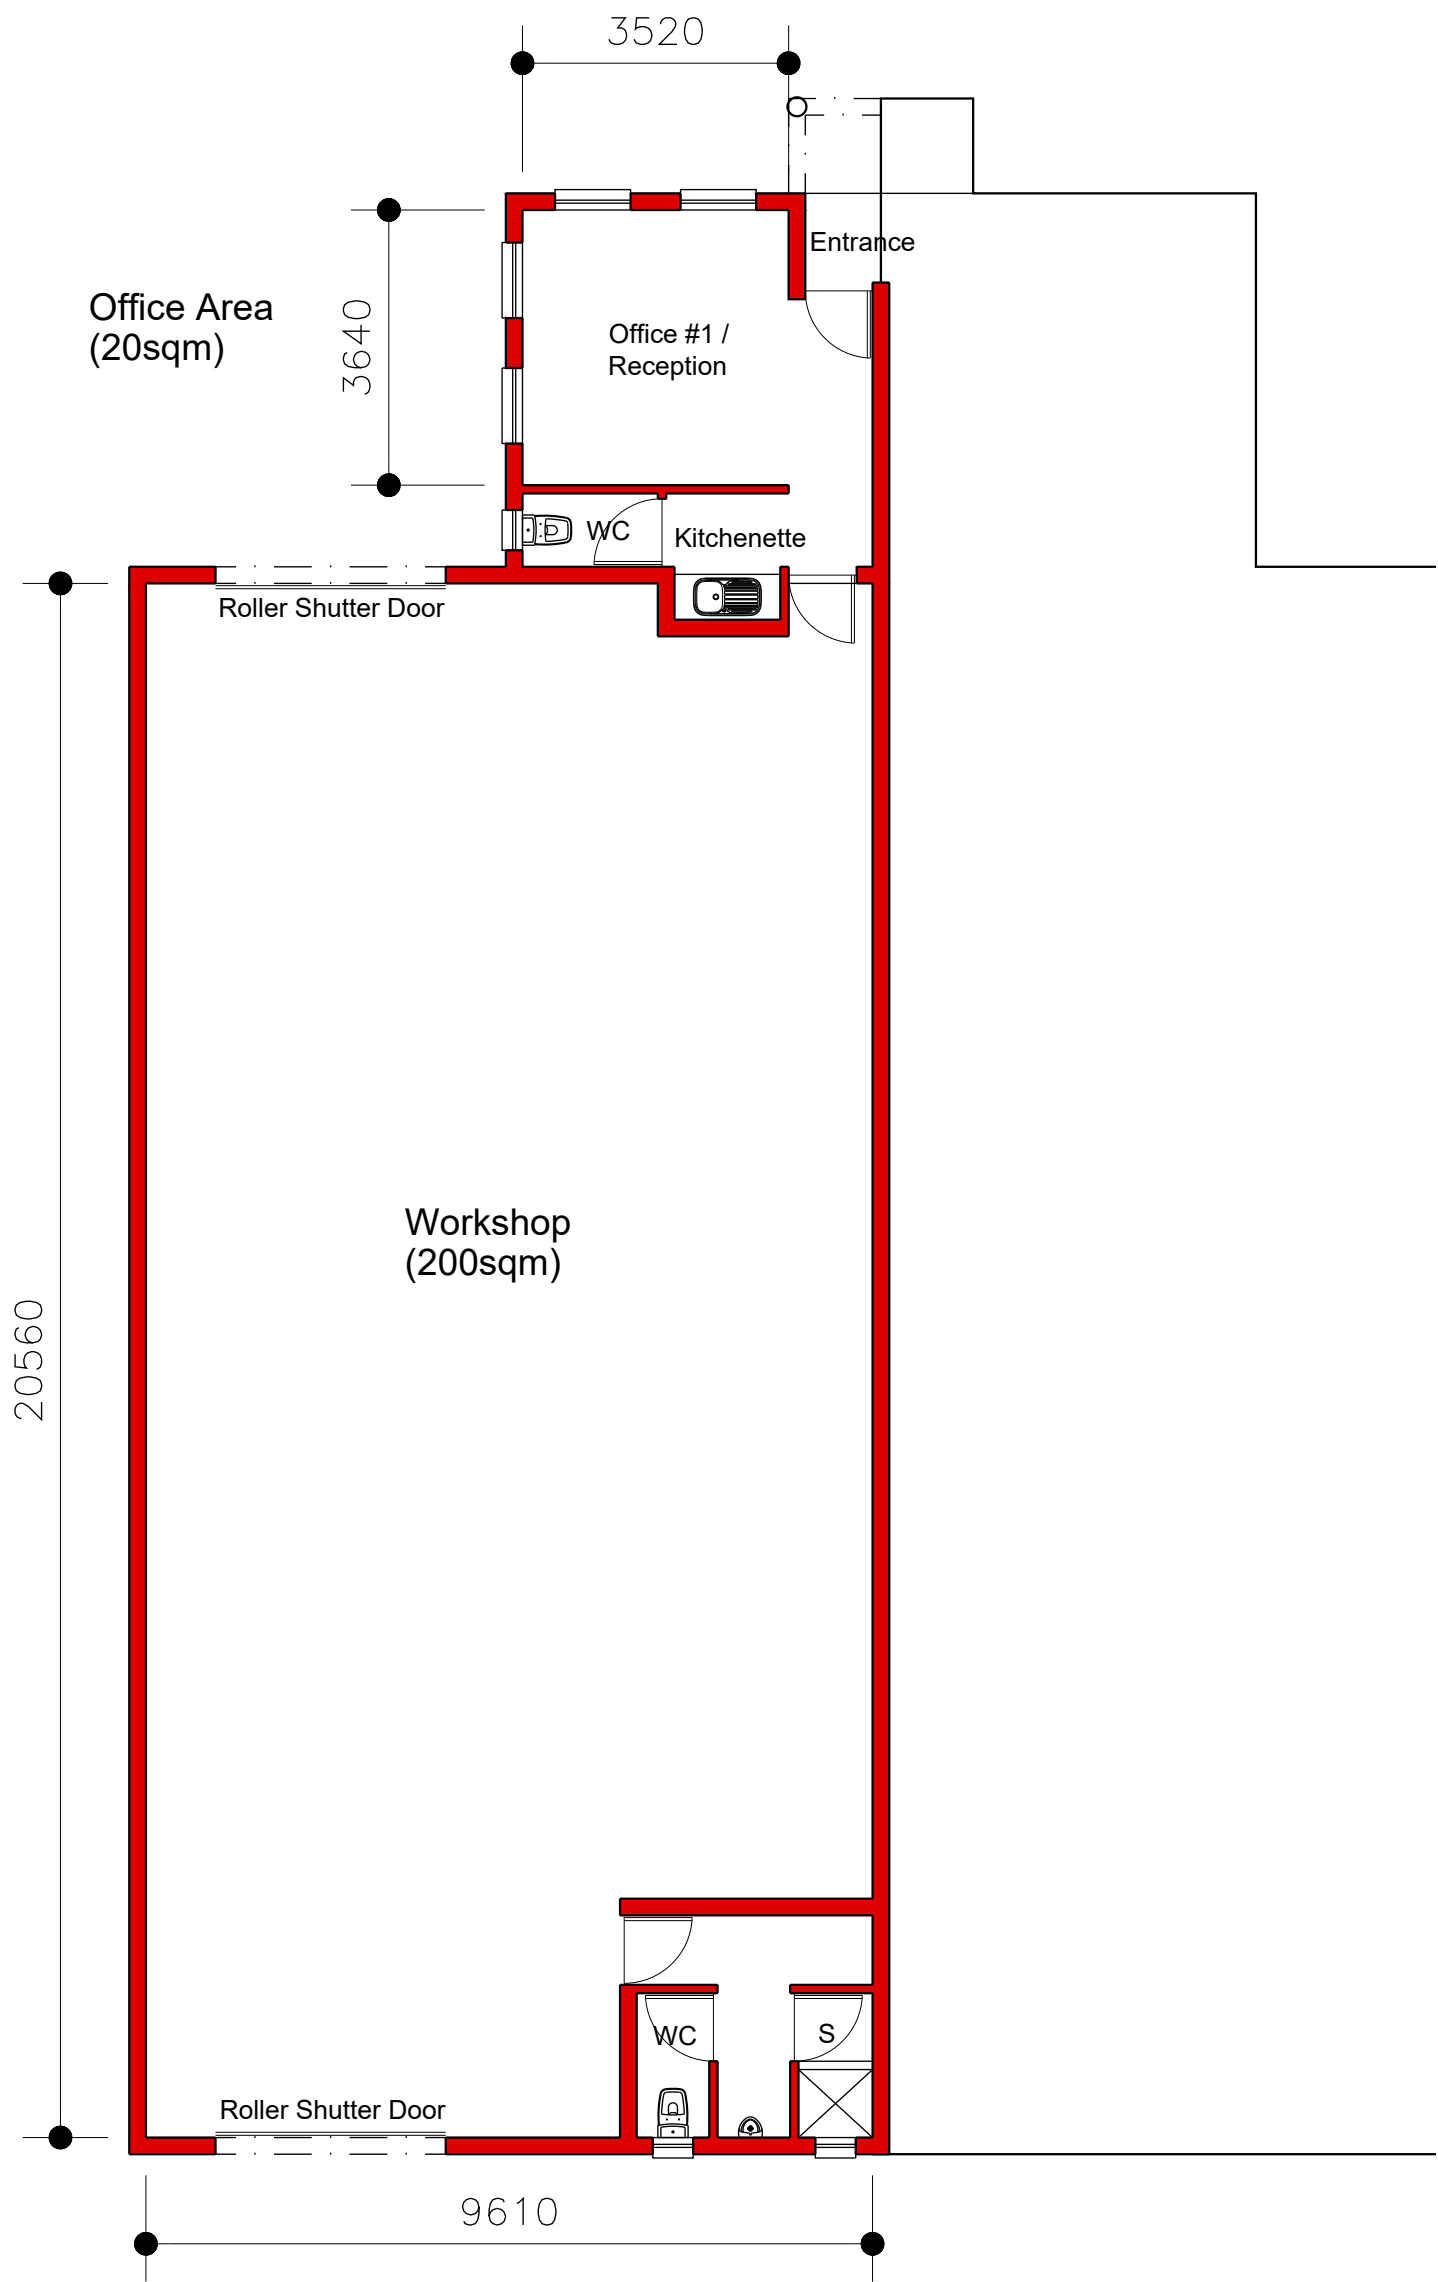 3520
Entrance
Office Area
(20sqm)
3640
Office #1 /
Reception
WC
Kitchenette
Roller Shutter Door
Workshop
(200sqm)
20560
WC
S
Roller Shutter Door
9610